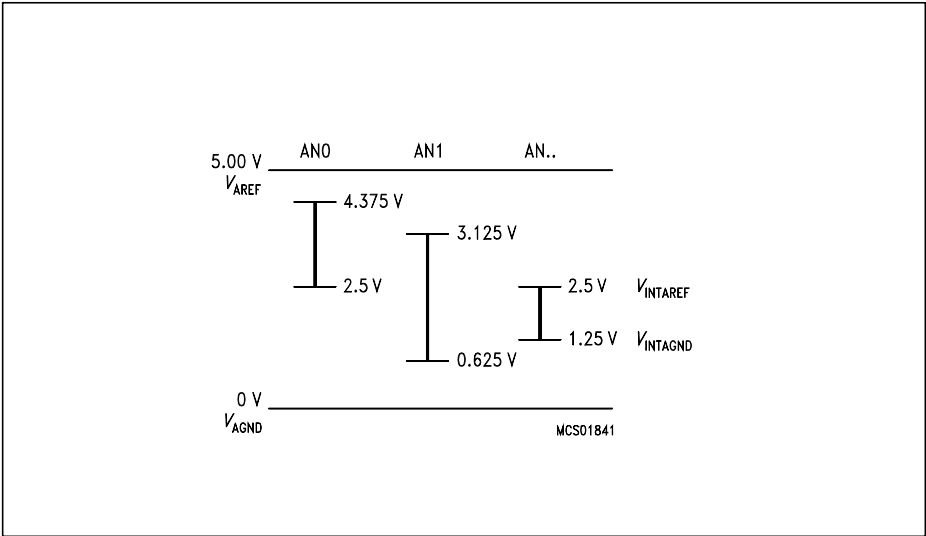 AN0 AN1 AN..
5.00 V
VAREF
4.375 V
3.125 V
2.5 V 2.5 V VINTAREF
1.25 V VINTAGND
0.625 V
0 V
VAGND
MCS01841